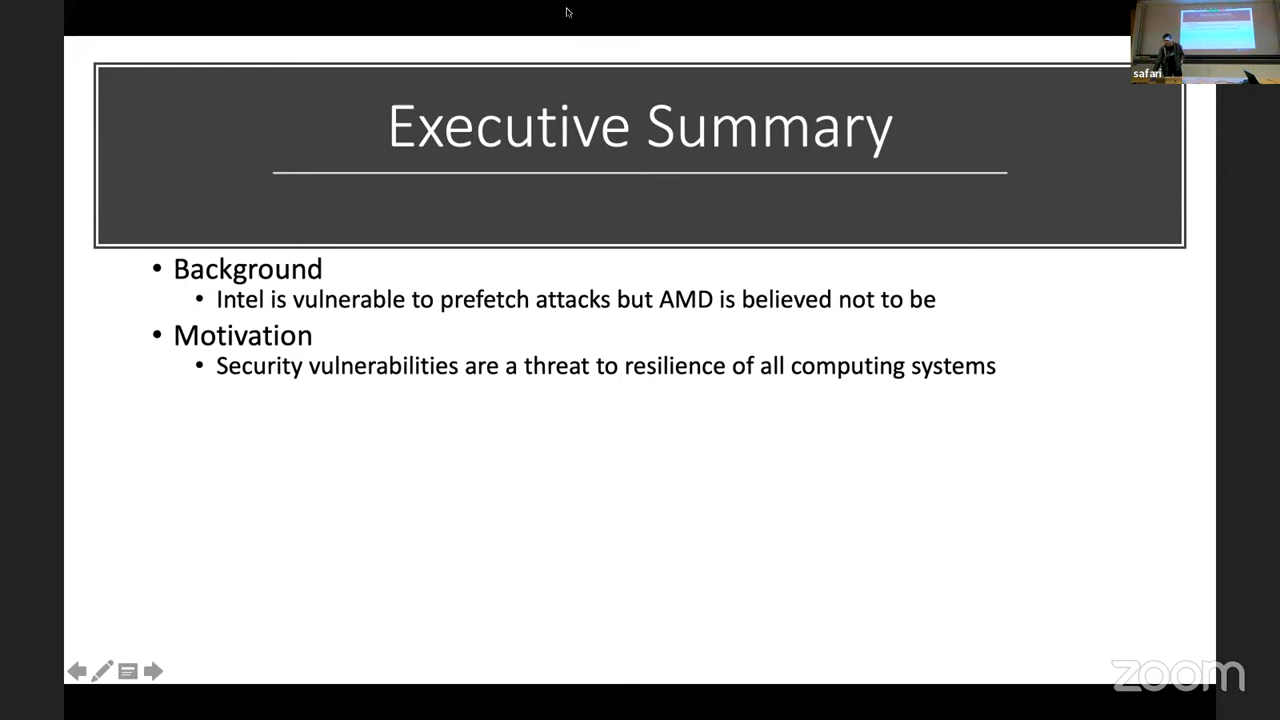 safari
Executive Summary
• Background
• Intel is vulnerable to prefetch attacks but AMD is believed not to be
• Motivation
• Security vulnerabilities are a threat to resilience of all computing systems
zoom